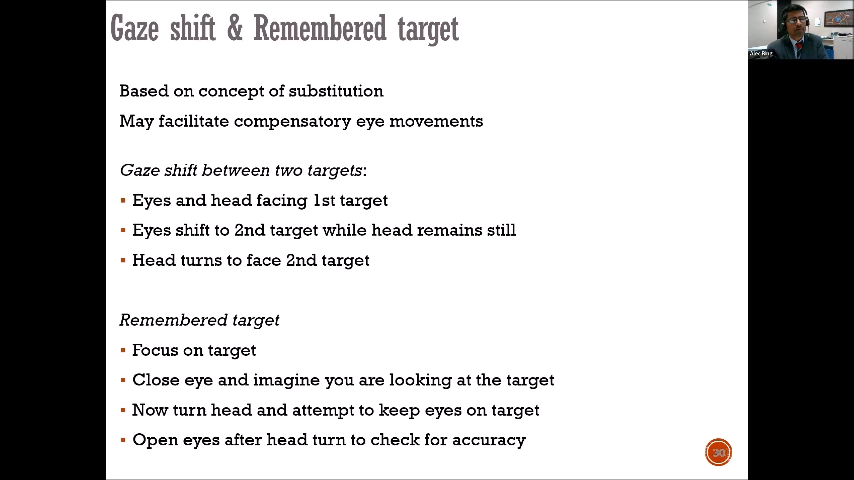 Gaze shift & Remembered target
Based on concept of substitution
May facilitate compensatory eye movements
Gaze shift between two targets:
▪ Eyes and head facing 1st target
▪ Eyes shift to 2nd target while head remains still
▪ Head turns to face 2nd target
Remembered target
▪ Focus on target
▪ Close eye and imagine you are looking at the target
▪ Now turn head and attempt to keep eyes on target
▪ Open eyes after head turn to check for accuracy
30